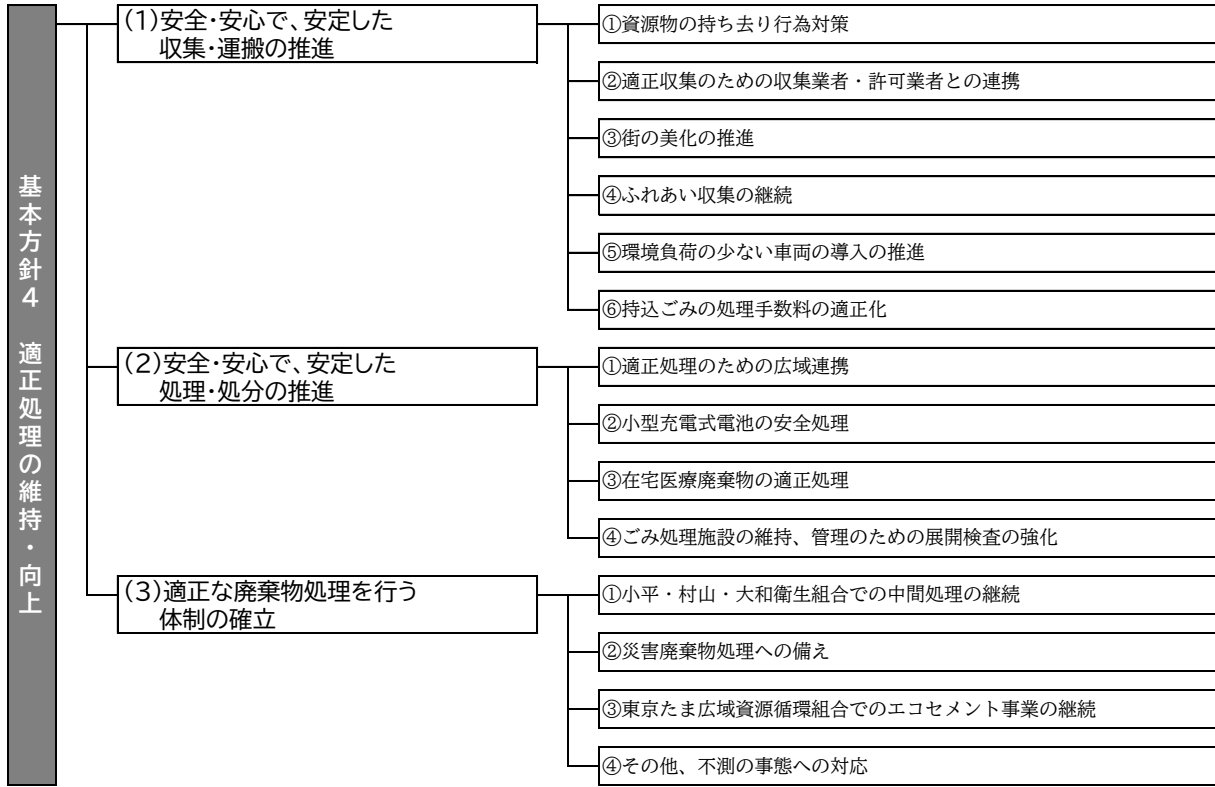 基本方針４　適正処理の維持・向上
(1)安全・安心で、安定した
収集・運搬の推進
①資源物の持ち去り行為対策
②適正収集のための収集業者・許可業者との連携
③街の美化の推進
④ふれあい収集の継続
⑤環境負荷の少ない車両の導入の推進
⑥持込ごみの処理手数料の適正化
(2)安全・安心で、安定した
処理・処分の推進
①適正処理のための広域連携
②小型充電式電池の安全処理
③在宅医療廃棄物の適正処理
④ごみ処理施設の維持、管理のための展開検査の強化
(3)適正な廃棄物処理を行う
体制の確立
①小平・村山・大和衛生組合での中間処理の継続
②災害廃棄物処理への備え
③東京たま広域資源循環組合でのエコセメント事業の継続
④その他、不測の事態への対応